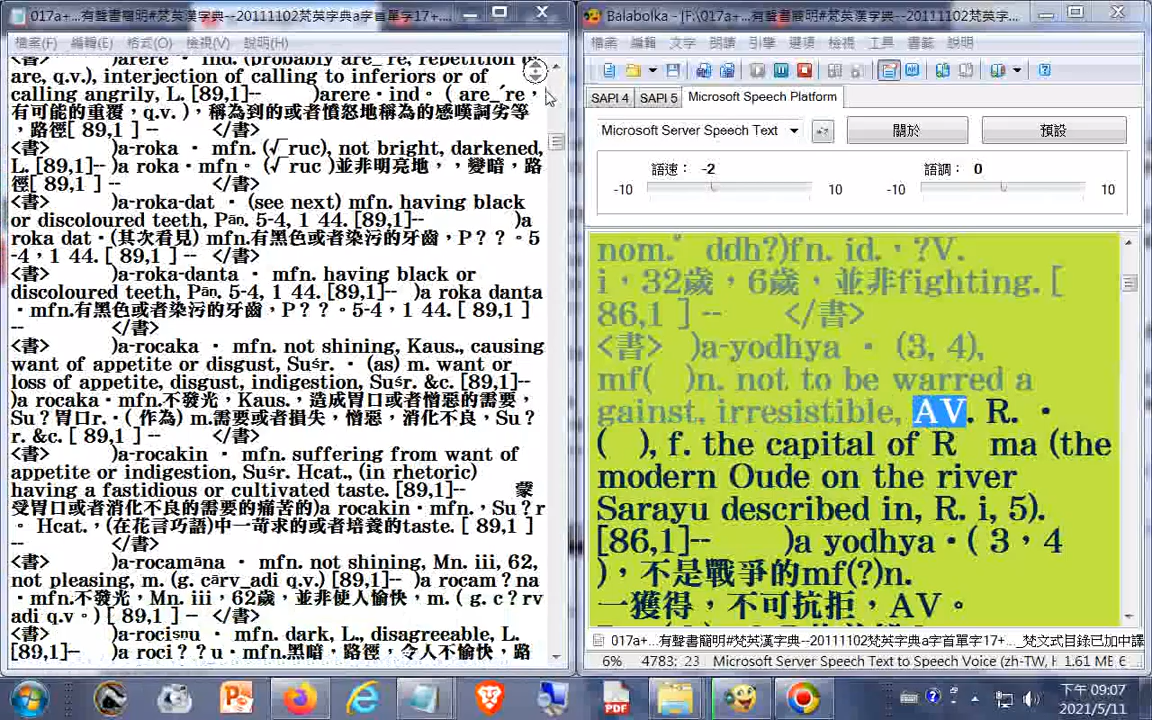 017a+...有聲書簡明#梵英漢字典--20111102梵英字典a字首單字17+...
檔案(F) 編輯(E) 格式(O) 檢視(V) 說明(H)
are, q.v.), interjection of calling to inferiors or of
calling angrily, L. [89,1]-- )arere‧ind。 ( are_´re，
有可能的重覆，q.v. )，稱為到的或者憤怒地稱為的感嘆詞劣等
，路徑[ 89,1 ] -- </書>
<書> )a-roka ‧ mfn. (√ ruc), not bright, darkened,
L. [89,1]-- )a roka‧mfn。 (√ruc )並非明亮地，，變暗，路
徑[ 89,1 ] -- </書>
<書> )a-roka-dat ‧ (see next) mfn. having black
or discoloured teeth, Pān. 5-4, 1 44. [89,1]-- )a
roka dat‧(其次看見) mfn.有黑色或者染污的牙齒，P？？。5
-4，1 44. [ 89,1 ] -- </書>
<書> )a-roka-danta ‧ mfn. having black or
discoloured teeth, Pān. 5-4, 1 44. [89,1]-- )a roka danta
‧mfn.有黑色或者染污的牙齒，P？？。5-4，1 44. [ 89,1 ]
-- </書>
<書> )a-rocaka ‧ mfn. not shining, Kaus., causing
want of appetite or disgust, Suśr. ‧ (as) m. want or
loss of appetite, disgust, indigestion, Suśr. &c. [89,1]--
)a rocaka‧mfn.不發光，Kaus.，造成胃口或者憎惡的需要，
Su？胃口r.‧( 作為) m.需要或者損失，憎惡，消化不良，Su？
r. &c. [ 89,1 ] -- </書>
<書> )a-rocakin ‧ mfn. suffering from want of
appetite or indigestion, Suśr. Hcat., (in rhetoric)
having a fastidious or cultivated taste. [89,1]-- 蒙
受胃口或者消化不良的需要的痛苦的)a rocakin‧mfn.，Su？r
。 Hcat.，(在花言巧語)中一苛求的或者培養的taste. [ 89,1 ]
-- </書>
<書> )a-rocamāna ‧ mfn. not shining, Mn. iii, 62,
not pleasing, m. (g. cārv_adi q.v.) [89,1]-- )a rocam？na
‧mfn.不發光，Mn. iii，62歲，並非使人愉快，m. ( g. c？rv
adi q.v。) [ 89,1 ] -- </書>
<書> )a-rocisṇu ‧ mfn. dark, L., disagreeable, L.
[89,1]-- )a roci？？u‧mfn.黑暗，路徑，令人不愉快，路
Balabolka - [F:\017a+...有聲書簡明#梵英漢字典--20111102梵英字...
檔案 編輯 文字 朗讀 引擎 選項 檢視 工具 書籤 說明
SAPI 4 SAPI 5 Microsoft Speech Platform
Microsoft Server Speech Text 關於 預設
語速： -2 語調： 0
-10 10 -10 10
nom. ddh?)fn. id.，?V.
i，32歲，6歲，並非fighting. [
86,1 ] -- </書>
<書> )a-yodhya ‧ (3, 4),
mf( )n. not to be warred a
gainst, irresistible, AV. R. ‧
( ), f. the capital of R ma (the
modern Oude on the river
Sarayu described in, R. i, 5).
[86,1]-- )a yodhya‧( 3，4
)，不是戰爭的mf(?)n.
一獲得，不可抗拒，AV。
017a+...有聲書簡明#梵英漢字典--20111102梵英字典a字首單字17+..._梵文式目錄已加中譯
6% 4783: 23 Microsoft Server Speech Text to Speech Voice (zh-TW, H 1.61 MB 6
下午 09:07
2021/5/11